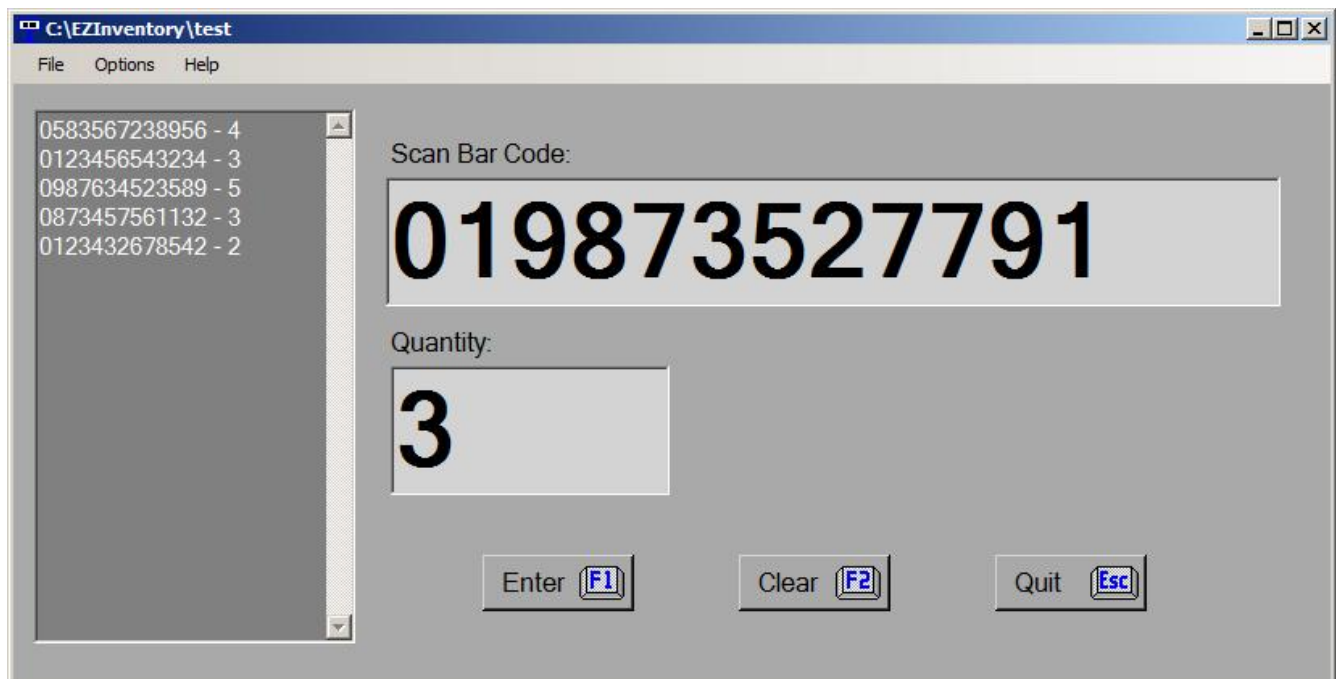 C:\EZInventory\test
File Options Help
0583567238956 - 4
0123456543234 - 3
0987634523589 - 5
0873457561132 - 3
0123432678542 - 2
Scan Bar Code:
019873527791
Quantity:
3
Enter F1 Clear F2 Quit Esc